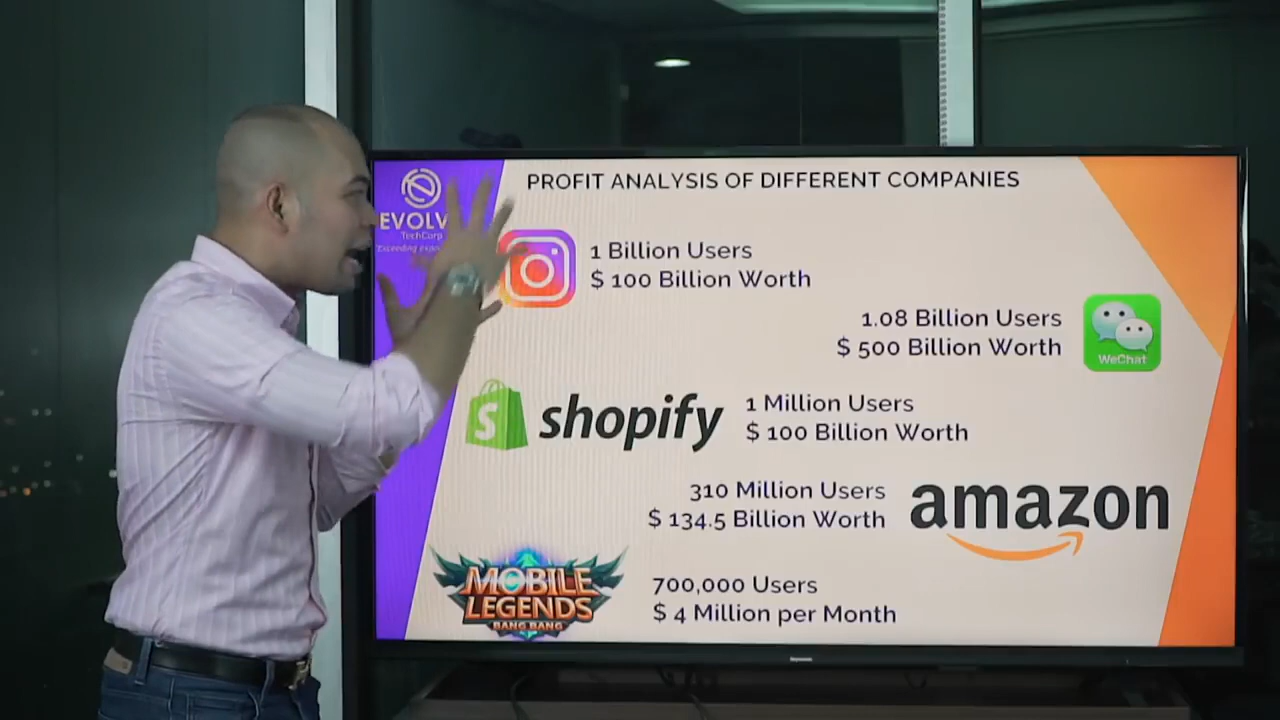 PROFIT ANALYSIS OF DIFFERENT COMPANIES
EVOLV
TechCorp
Exceeding
1 Billion Users
$ 100 Billion Worth
1.08 Billion Users
$ 500 Billion Worth
WeChat
S shopify
1 Million Users
$ 100 Billion Worth
310 Million Users
$ 134.5 Billion Worth
amazon
MOBILE
LEGENDS
BANG BANG
700,000 Users
$ 4 Million per Month